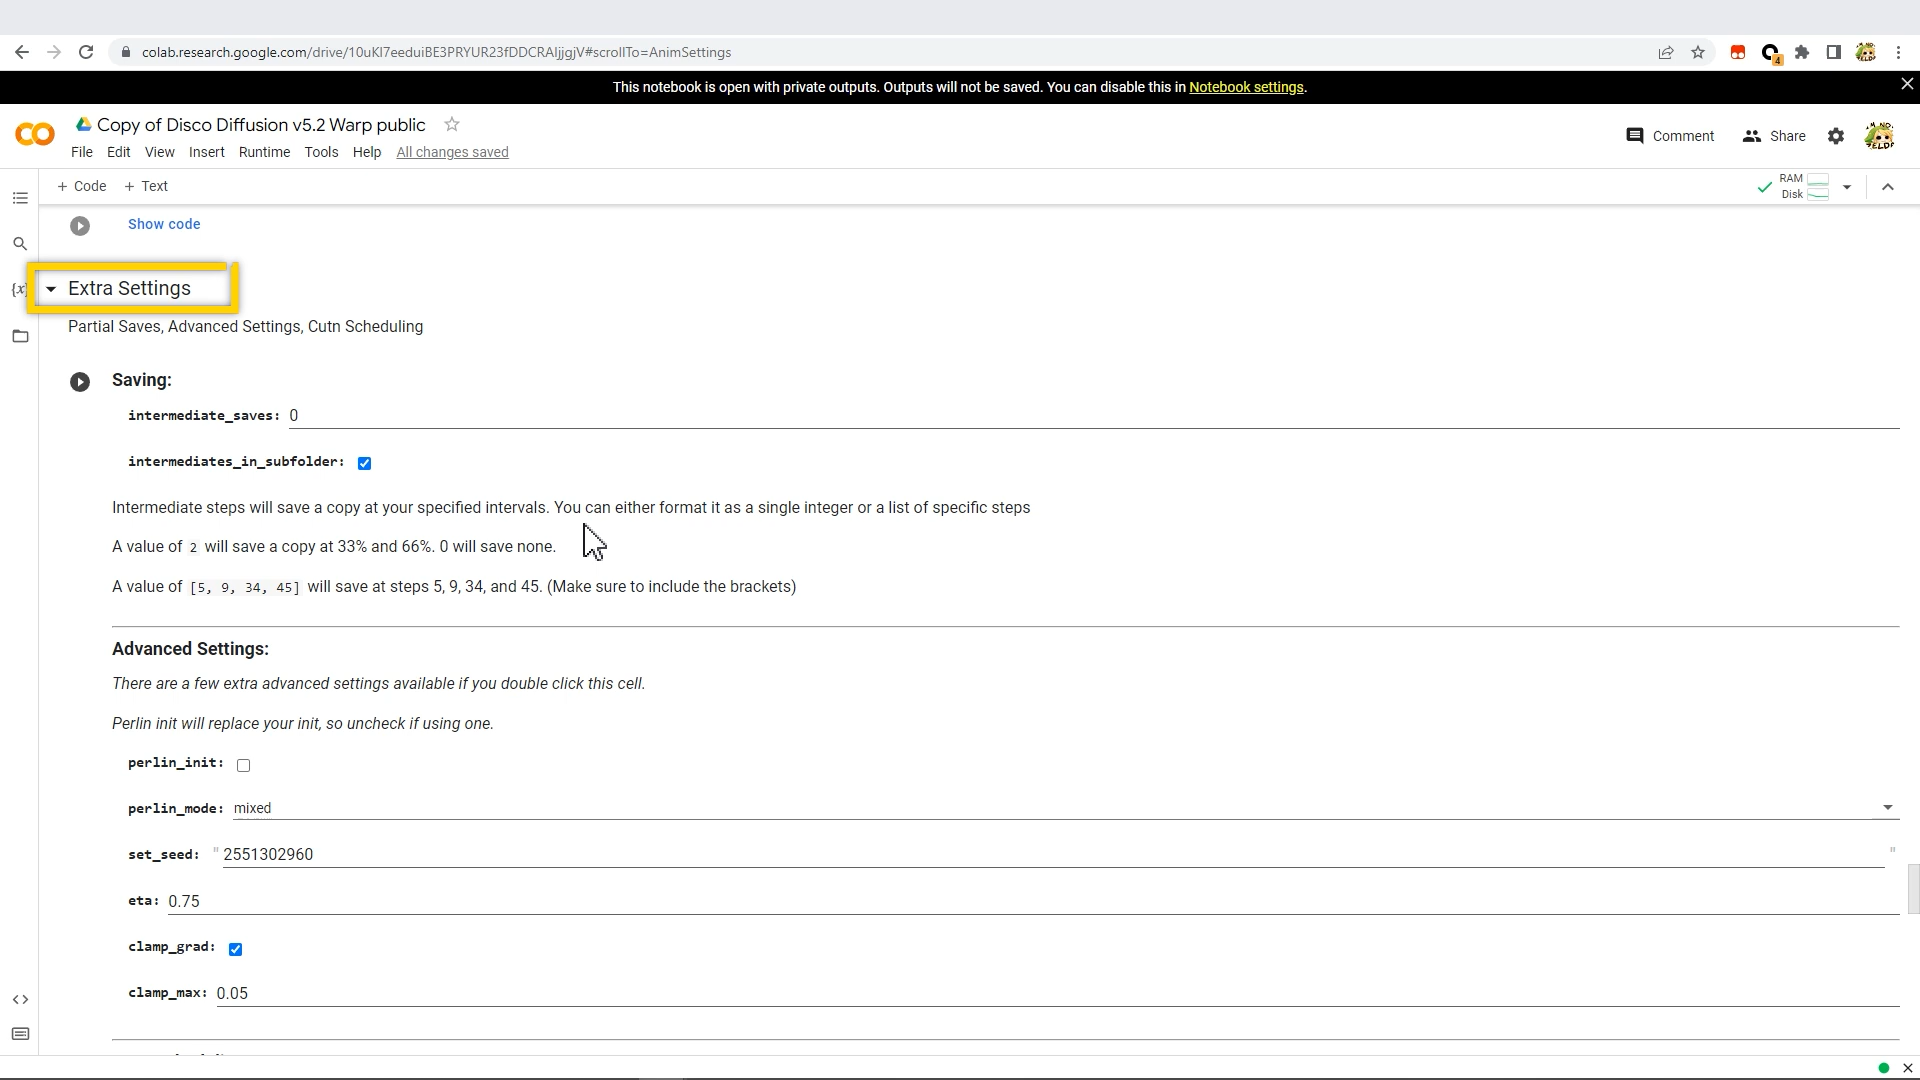 colab.research.google.com/drive/10uKI7eeduiBE3PRYUR23fDDCRAIjjgjV#scrollTo=AnimSettings
4
This notebook is open with private outputs. Outputs will not be saved. You can disable this in Notebook settings.
CO
Copy of Disco Diffusion v5.2 Warp public
Comment
Share
File Edit View Insert Runtime Tools Help All changes saved
+ Code + Text
RAM
Disk
Show code
{x}
Extra Settings
Partial Saves, Advanced Settings, Cutn Scheduling
Saving:
intermediate_saves: 0
intermediates_in_subfolder:
Intermediate steps will save a copy at your specified intervals. You can either format it as a single integer or a list of specific steps
A value of 2 will save a copy at 33% and 66%. 0 will save none.
A value of [5, 9, 34, 45] will save at steps 5, 9, 34, and 45. (Make sure to include the brackets)
Advanced Settings:
There are a few extra advanced settings available if you double click this cell.
Perlin init will replace your init, so uncheck if using one.
perlin_init:
perlin_mode: mixed
set_seed: "2551302960"
eta: 0.75
clamp_grad:
clamp_max: 0.05